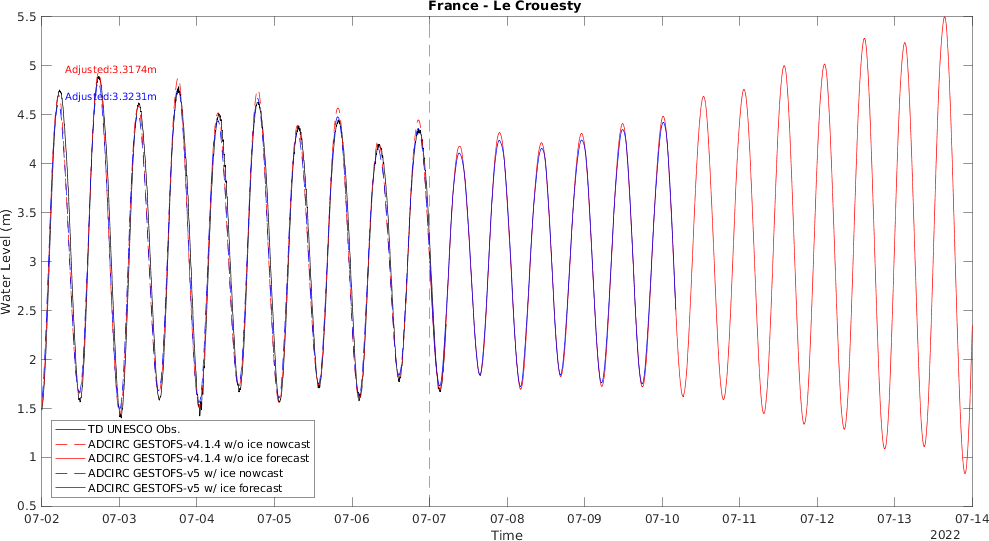 France - Le Crouesty
5.5
5
4.5
4
3.5
3
2.5
2
1.5
1
0.5
Water Level (m)
Adjusted:3.3174m
Adjusted:3.3231m
TD UNESCO Obs.
ADCIRC GESTOFS-v4.1.4 w/o ice nowcast
ADCIRC GESTOFS-v4.1.4 w/o ice forecast
ADCIRC GESTOFS-v5 w/ ice nowcast
ADCIRC GESTOFS-v5 w/ ice forecast
07-02 07-03 07-04 07-05 07-06 07-07 07-08 07-09 07-10 07-11 07-12 07-13 07-14
Time
2022